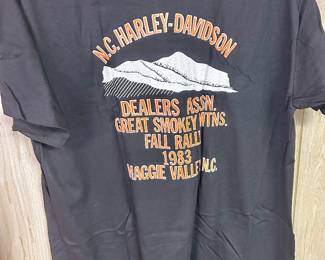 N.C. HARLEY-DAVIDSON
DEALERS ASSN.
GREAT SMOKEY MTNS.
FALL RALLY
1983
MAGGIE VALLEY N.C.